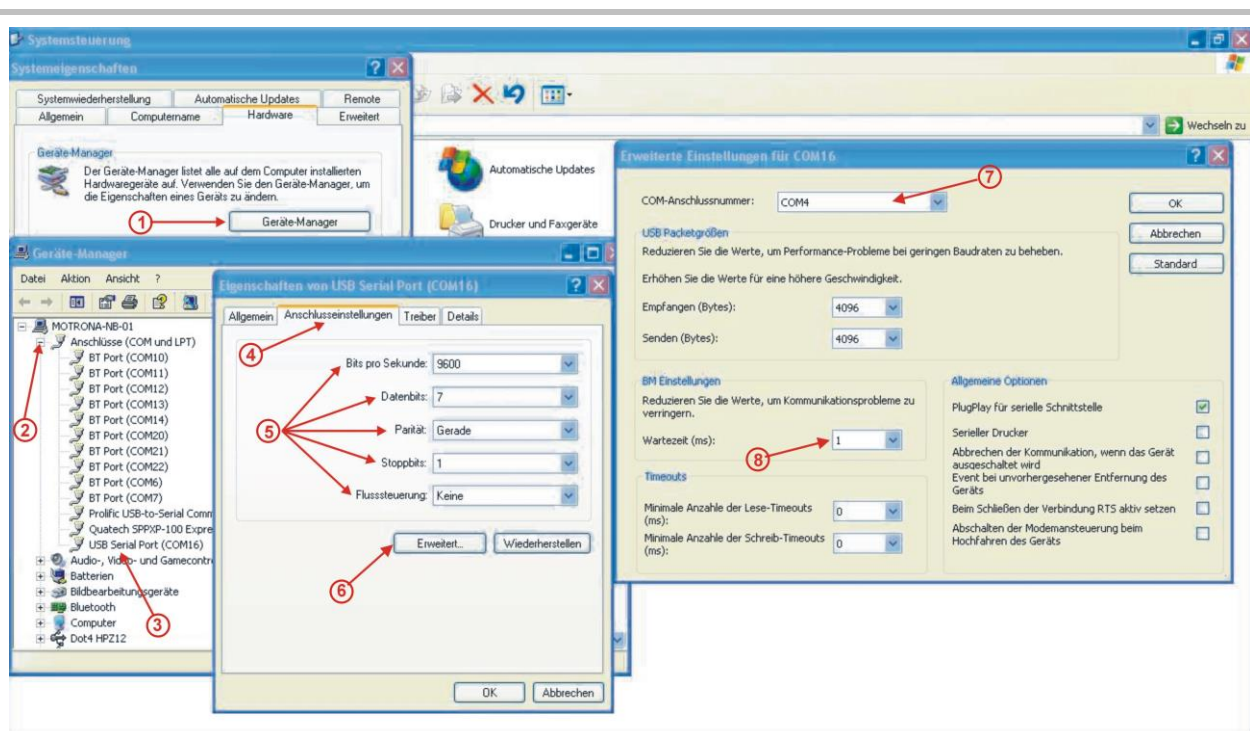 Systemsteuerung
Systemeigenschaften
Systemwiederherstellung Automatische Updates Remote
Allgemein Computername Hardware Erweitert
Geräte-Manager
Der Geräte-Manager listet alle auf dem Computer installierten
Hardwaregeräte auf. Verwenden Sie den Geräte-Manager, um
die Eigenschaften eines Geräts zu ändern.
1
Geräte-Manager
Wechseln zu
Automatische Updates
Drucker und Faxgeräte
Geräte-Manager
Datei Aktion Ansicht ?
MOTRONA-NB-01
Anschlüsse (COM und LPT)
BT Port (COM10)
BT Port (COM11)
BT Port (COM12)
BT Port (COM13)
BT Port (COM14)
BT Port (COM20)
BT Port (COM21)
BT Port (COM22)
BT Port (COM6)
BT Port (COM7)
Prolific USB-to-Serial Comm
Quatech SPPXP-100 Expre
USB Serial Port (COM16)
Audio-, Video- und Gamecontr
Batterien
Bildbearbeitungsgeräte
Bluetooth
Computer
Dot4 HPZ12
2
3
Eigenschaften von USB Serial Port (COM16)
Allgemein Anschlusseinstellungen Treiber Details
4
Bits pro Sekunde: 9600
Datenbits: 7
5
Parität: Gerade
Stoppbits: 1
Flusssteuerung: Keine
Erweitert... Wiederherstellen
6
OK Abbrechen
Erweiterte Einstellungen für COM16
7
COM-Anschlussnummer: COM4
OK
Abbrechen
Standard
USB Packetgrößen
Reduzieren Sie die Werte, um Performance-Probleme bei geringen Baudraten zu beheben.
Erhöhen Sie die Werte für eine höhere Geschwindigkeit.
Empfangen (Bytes): 4096
Senden (Bytes): 4096
BM Einstellungen
Reduzieren Sie die Werte, um Kommunikationsprobleme zu
verringern.
Wartezeit (ms): 1
8
Timeouts
Minimale Anzahle der Lese-Timeouts
(ms): 0
Minimale Anzahle der Schreib-Timeouts
(ms): 0
Allgemeine Optionen
PlugPlay für serielle Schnittstelle
Serieller Drucker
Abbrechen der Kommunikation, wenn das Gerät
ausgeschaltet wird
Event bei unvorhergesehener Entfernung des
Geräts
Beim Schließen der Verbindung RTS aktiv setzen
Abschalten der Modemansteuerung beim
Hochfahren des Geräts